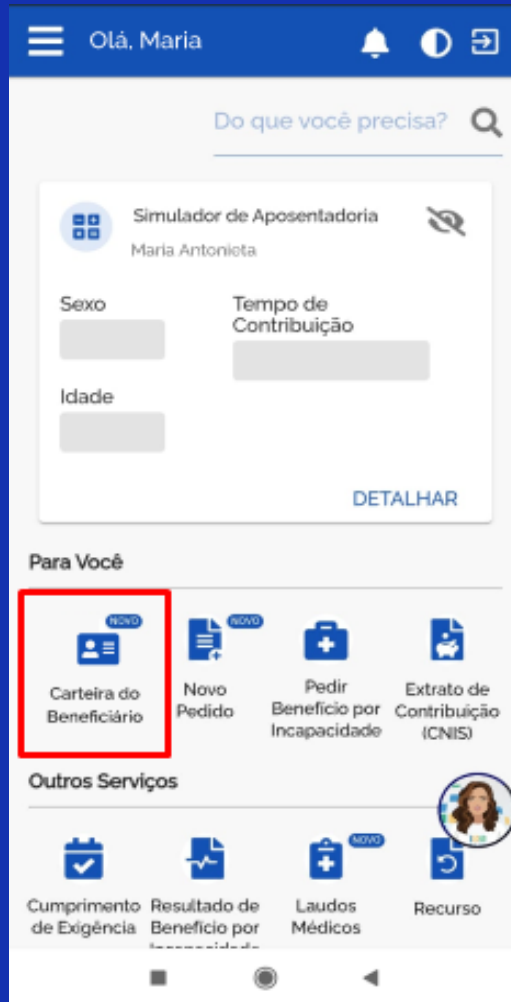 Olá, Maria
Do que você precisa?
Simulador de Aposentadoria
Maria Antonieta
Sexo
Tempo de
Contribuição
Idade
DETALHAR
Para Você
NOVO
NOVO
Carteira do
Beneficiário
Novo
Pedido
Pedir
Benefício por
Incapacidade
Extrato de
Contribuição
(CNIS)
Outros Serviços
NOVO
Cumprimento
de Exigência
Resultado de
Benefício por
Incapacidade
Laudos
Médicos
Recurso